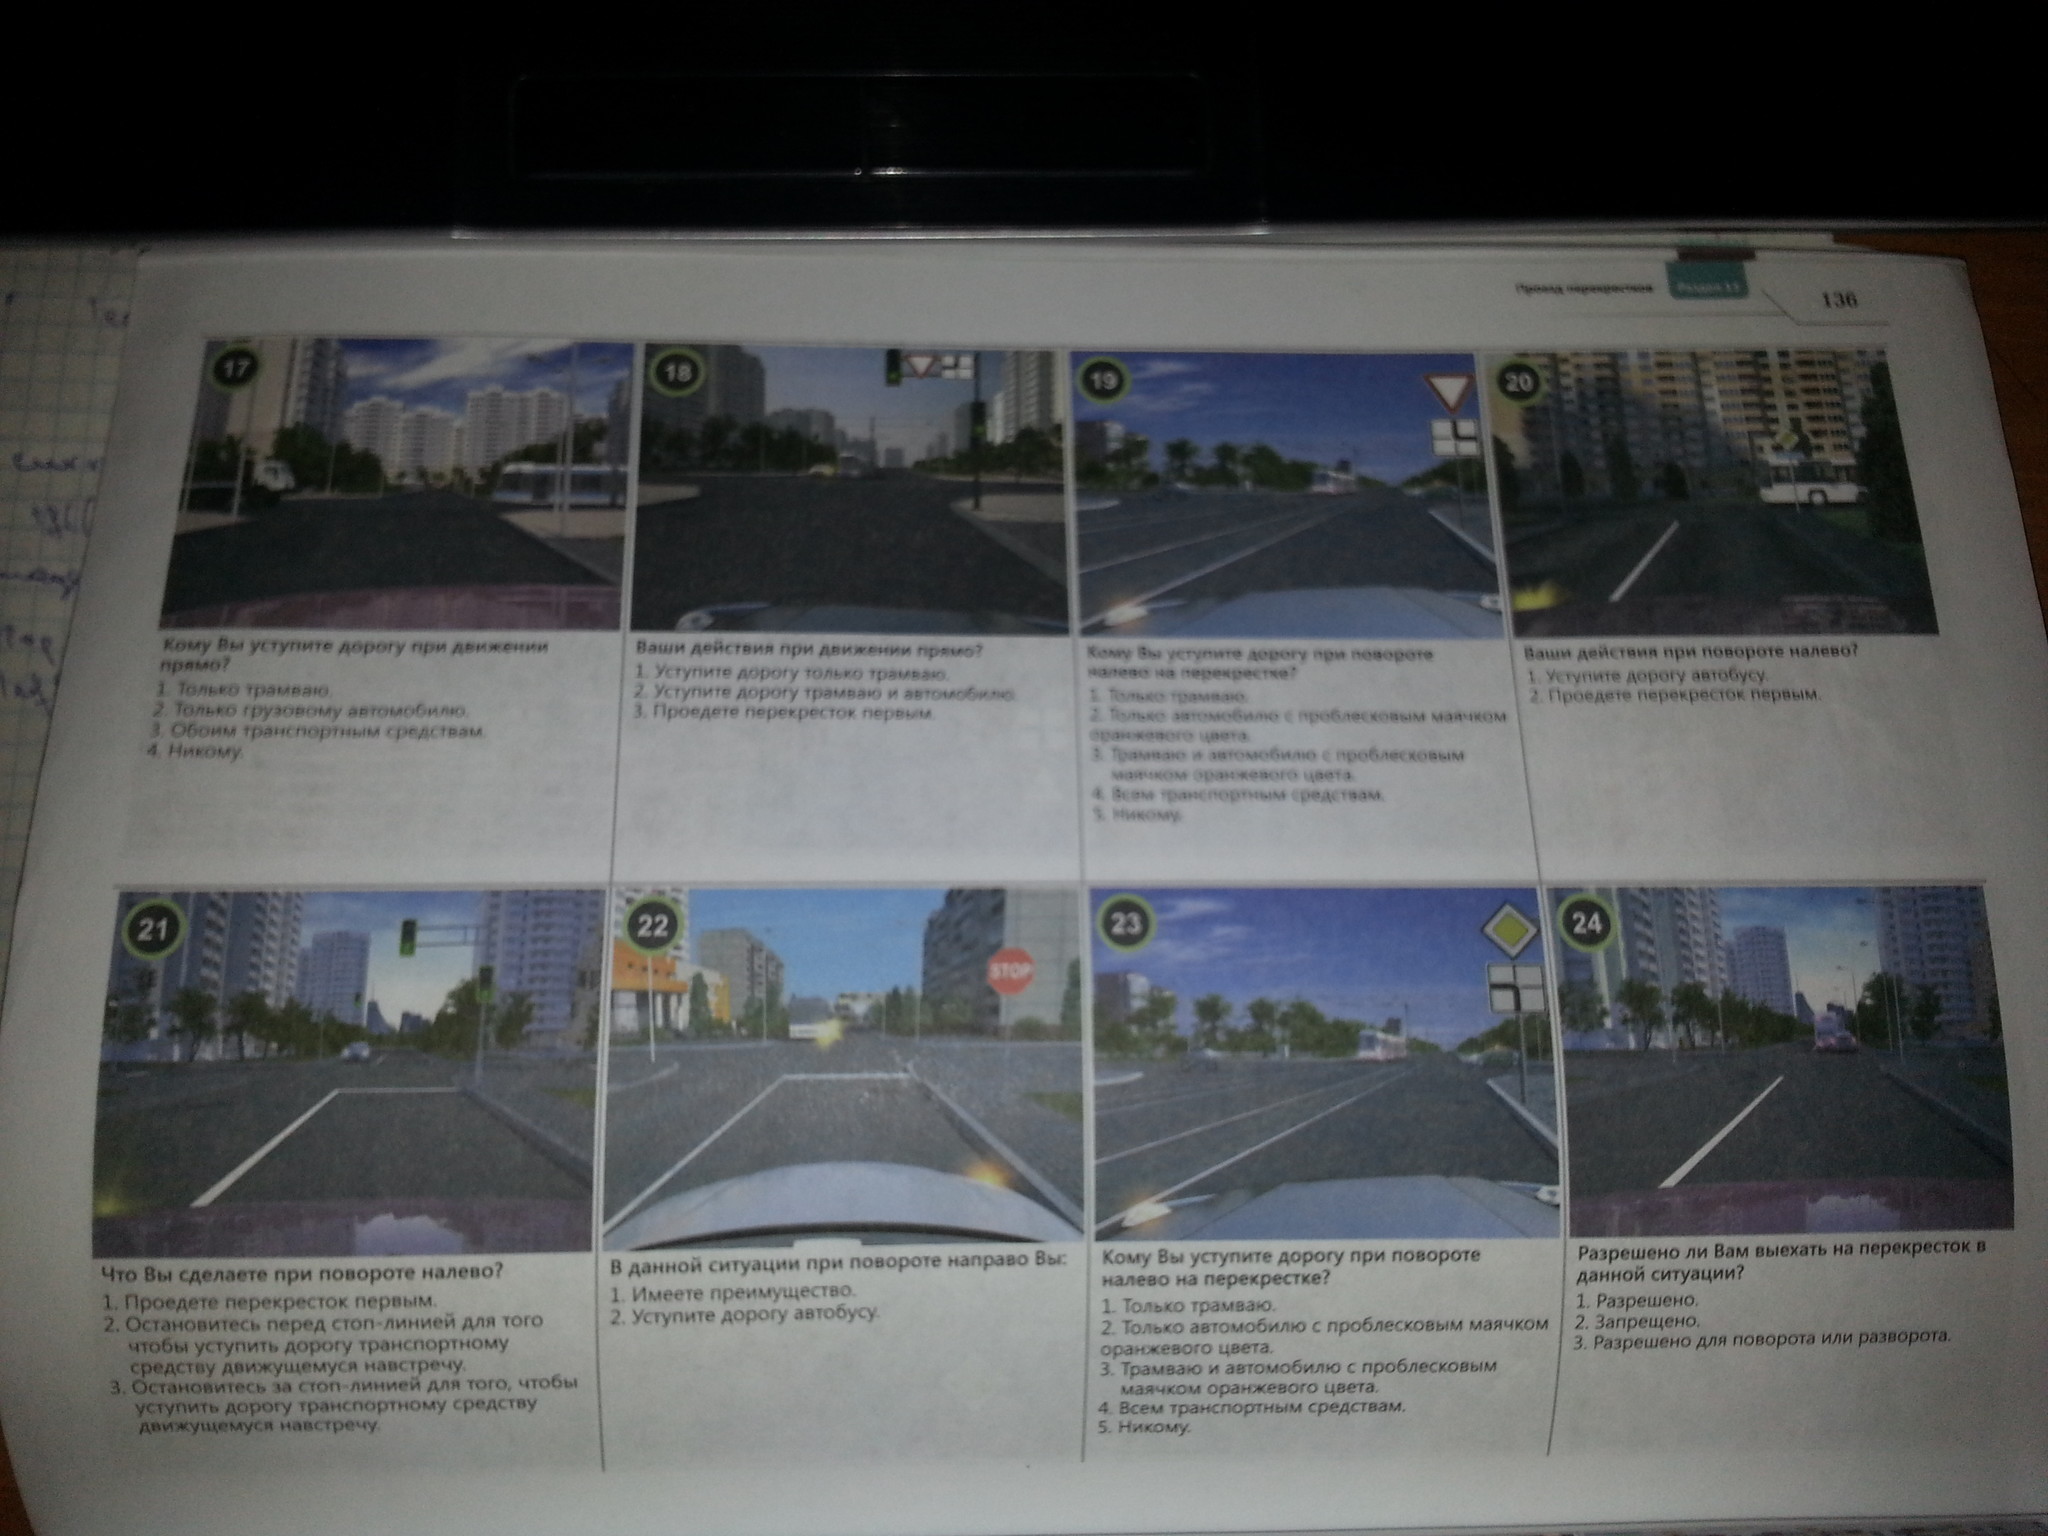 Проезд перекрестков
Раздел 13
136
17
18
19
20
Кому Вы уступите дорогу при движении
прямо?
1. Только трамваю.
2. Только грузовому автомобилю.
3. Обоим транспортным средствам.
4. Никому.
Ваши действия при движении прямо?
1. Уступите дорогу только трамваю.
2. Уступите дорогу трамваю и автомобилю.
3. Проедете перекресток первым.
Кому Вы уступите дорогу при повороте
налево на перекрестке?
1. Только трамваю.
2. Только автомобилю с проблесковым маячком
оранжевого цвета.
3. Трамваю и автомобилю с проблесковым
маячком оранжевого цвета.
4. Всем транспортным средствам.
5. Никому.
Ваши действия при повороте налево?
1. Уступите дорогу автобусу.
2. Проедете перекресток первым.
21
22
STOP
23
24
Что Вы сделаете при повороте налево?
1. Проедете перекресток первым.
2. Остановитесь перед стоп-линией для того
чтобы уступить дорогу транспортному
средству движущемуся навстречу.
3. Остановитесь за стоп-линией для того, чтобы
уступить дорогу транспортному средству
движущемуся навстречу.
В данной ситуации при повороте направо Вы:
1. Имеете преимущество.
2. Уступите дорогу автобусу.
Кому Вы уступите дорогу при повороте
налево на перекрестке?
1. Только трамваю.
2. Только автомобилю с проблесковым маячком
оранжевого цвета.
3. Трамваю и автомобилю с проблесковым
маячком оранжевого цвета.
4. Всем транспортным средствам.
5. Никому.
Разрешено ли Вам выехать на перекресток в
данной ситуации?
1. Разрешено.
2. Запрещено.
3. Разрешено для поворота или разворота.